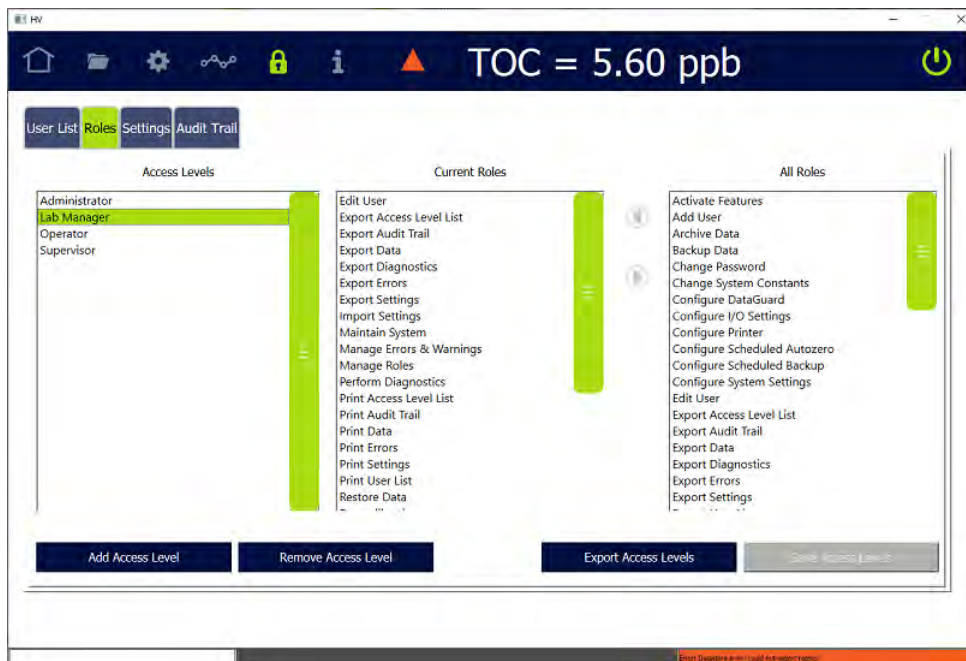 HV
TOC = 5.60 ppb
User List Roles Settings Audit Trail
Access Levels
Administrator
Lab Manager
Operator
Supervisor
Current Roles
Edit User
Export Access Level List
Export Audit Trail
Export Data
Export Diagnostics
Export Errors
Export Settings
Import Settings
Maintain System
Manage Errors & Warnings
Manage Roles
Perform Diagnostics
Print Access Level List
Print Audit Trail
Print Data
Print Errors
Print Settings
Print User List
Restore Data
All Roles
Activate Features
Add User
Archive Data
Backup Data
Change Password
Change System Constants
Configure DataGuard
Configure I/O Settings
Configure Printer
Configure Scheduled Autozero
Configure Scheduled Backup
Configure System Settings
Edit User
Export Access Level List
Export Audit Trail
Export Data
Export Diagnostics
Export Errors
Export Settings
Add Access Level
Remove Access Level
Export Access Levels
Save Access Levels